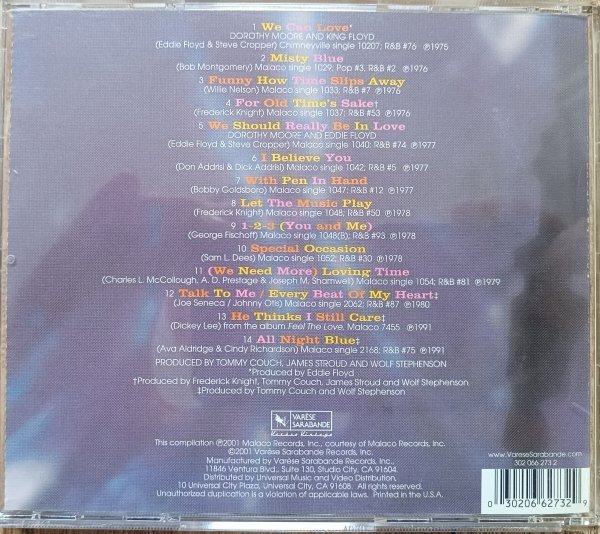 1 We Can Love*
DOROTHY MOORE AND KING FLOYD
(Eddie Floyd & Steve Cropper) Chimneyville single 10207; R&B #76 ℗1975
2 Misty Blue
(Bob Montgomery) Malaco single 1029; Pop #3, R&B #2 ℗1976
3 Funny How Time Slips Away
(Willie Nelson) Malaco single 1033; R&B #7 ℗1976
4 For Old Time's Sake†
(Frederick Knight) Malaco single 1037; R&B #53 ℗1976
5 We Should Really Be In Love
DOROTHY MOORE AND EDDIE FLOYD
(Eddie Floyd & Steve Cropper) Malaco single 1040; R&B #74 ℗1977
6 I Believe You
(Don Addrisi & Dick Addrisi) Malaco single 1042; R&B #5 ℗1977
7 With Pen In Hand
(Bobby Goldsboro) Malaco single 1047; R&B #12 ℗1977
8 Let The Music Play
(Frederick Knight) Malaco single 1048; R&B #50 ℗1978
9 1-2-3 (You and Me)
(George Fischoff) Malaco single 1048(B); R&B #93 ℗1978
10 Special Occasion
(Sam L. Dees) Malaco single 1052; R&B #30 ℗1978
11 (We Need More) Loving Time
(Charles L. McCollough, A. D. Prestage & Joseph M. Shamwell) Malaco single 1054; R&B #81 ℗1979
12 Talk To Me / Every Beat Of My Heart‡
(Joe Seneca / Johnny Otis) Malaco single 2062; R&B #87 ℗1980
13 He Thinks I Still Care‡
(Dickey Lee) from the album Feel The Love, Malaco 7455 ℗1991
14 All Night Blue‡
(Ava Aldridge & Cindy Richardson) Malaco single 2168; R&B #75 ℗1991
PRODUCED BY TOMMY COUCH, JAMES STROUD AND WOLF STEPHENSON
*Produced by Eddie Floyd
†Produced by Frederick Knight, Tommy Couch, James Stroud and Wolf Stephenson
‡Produced by Tommy Couch and Wolf Stephenson
VARÈSE
SARABANDE
Varèse Vintage
This compilation ℗2001 Malaco Records, Inc., courtesy of Malaco Records, Inc.
©2001 Varèse Sarabande Records, Inc.
Manufactured by Varèse Sarabande Records, Inc.
11846 Ventura Blvd., Suite 130, Studio City, CA 91604.
Distributed by Universal Music and Video Distribution.
10 Universal City Plaza, Universal City, CA 91608. All Rights Reserved.
Unauthorized duplication is a violation of applicable laws. Printed in the U.S.A.
www.VareseSarabande.com
302 066 273 2
0 30206 62732 9